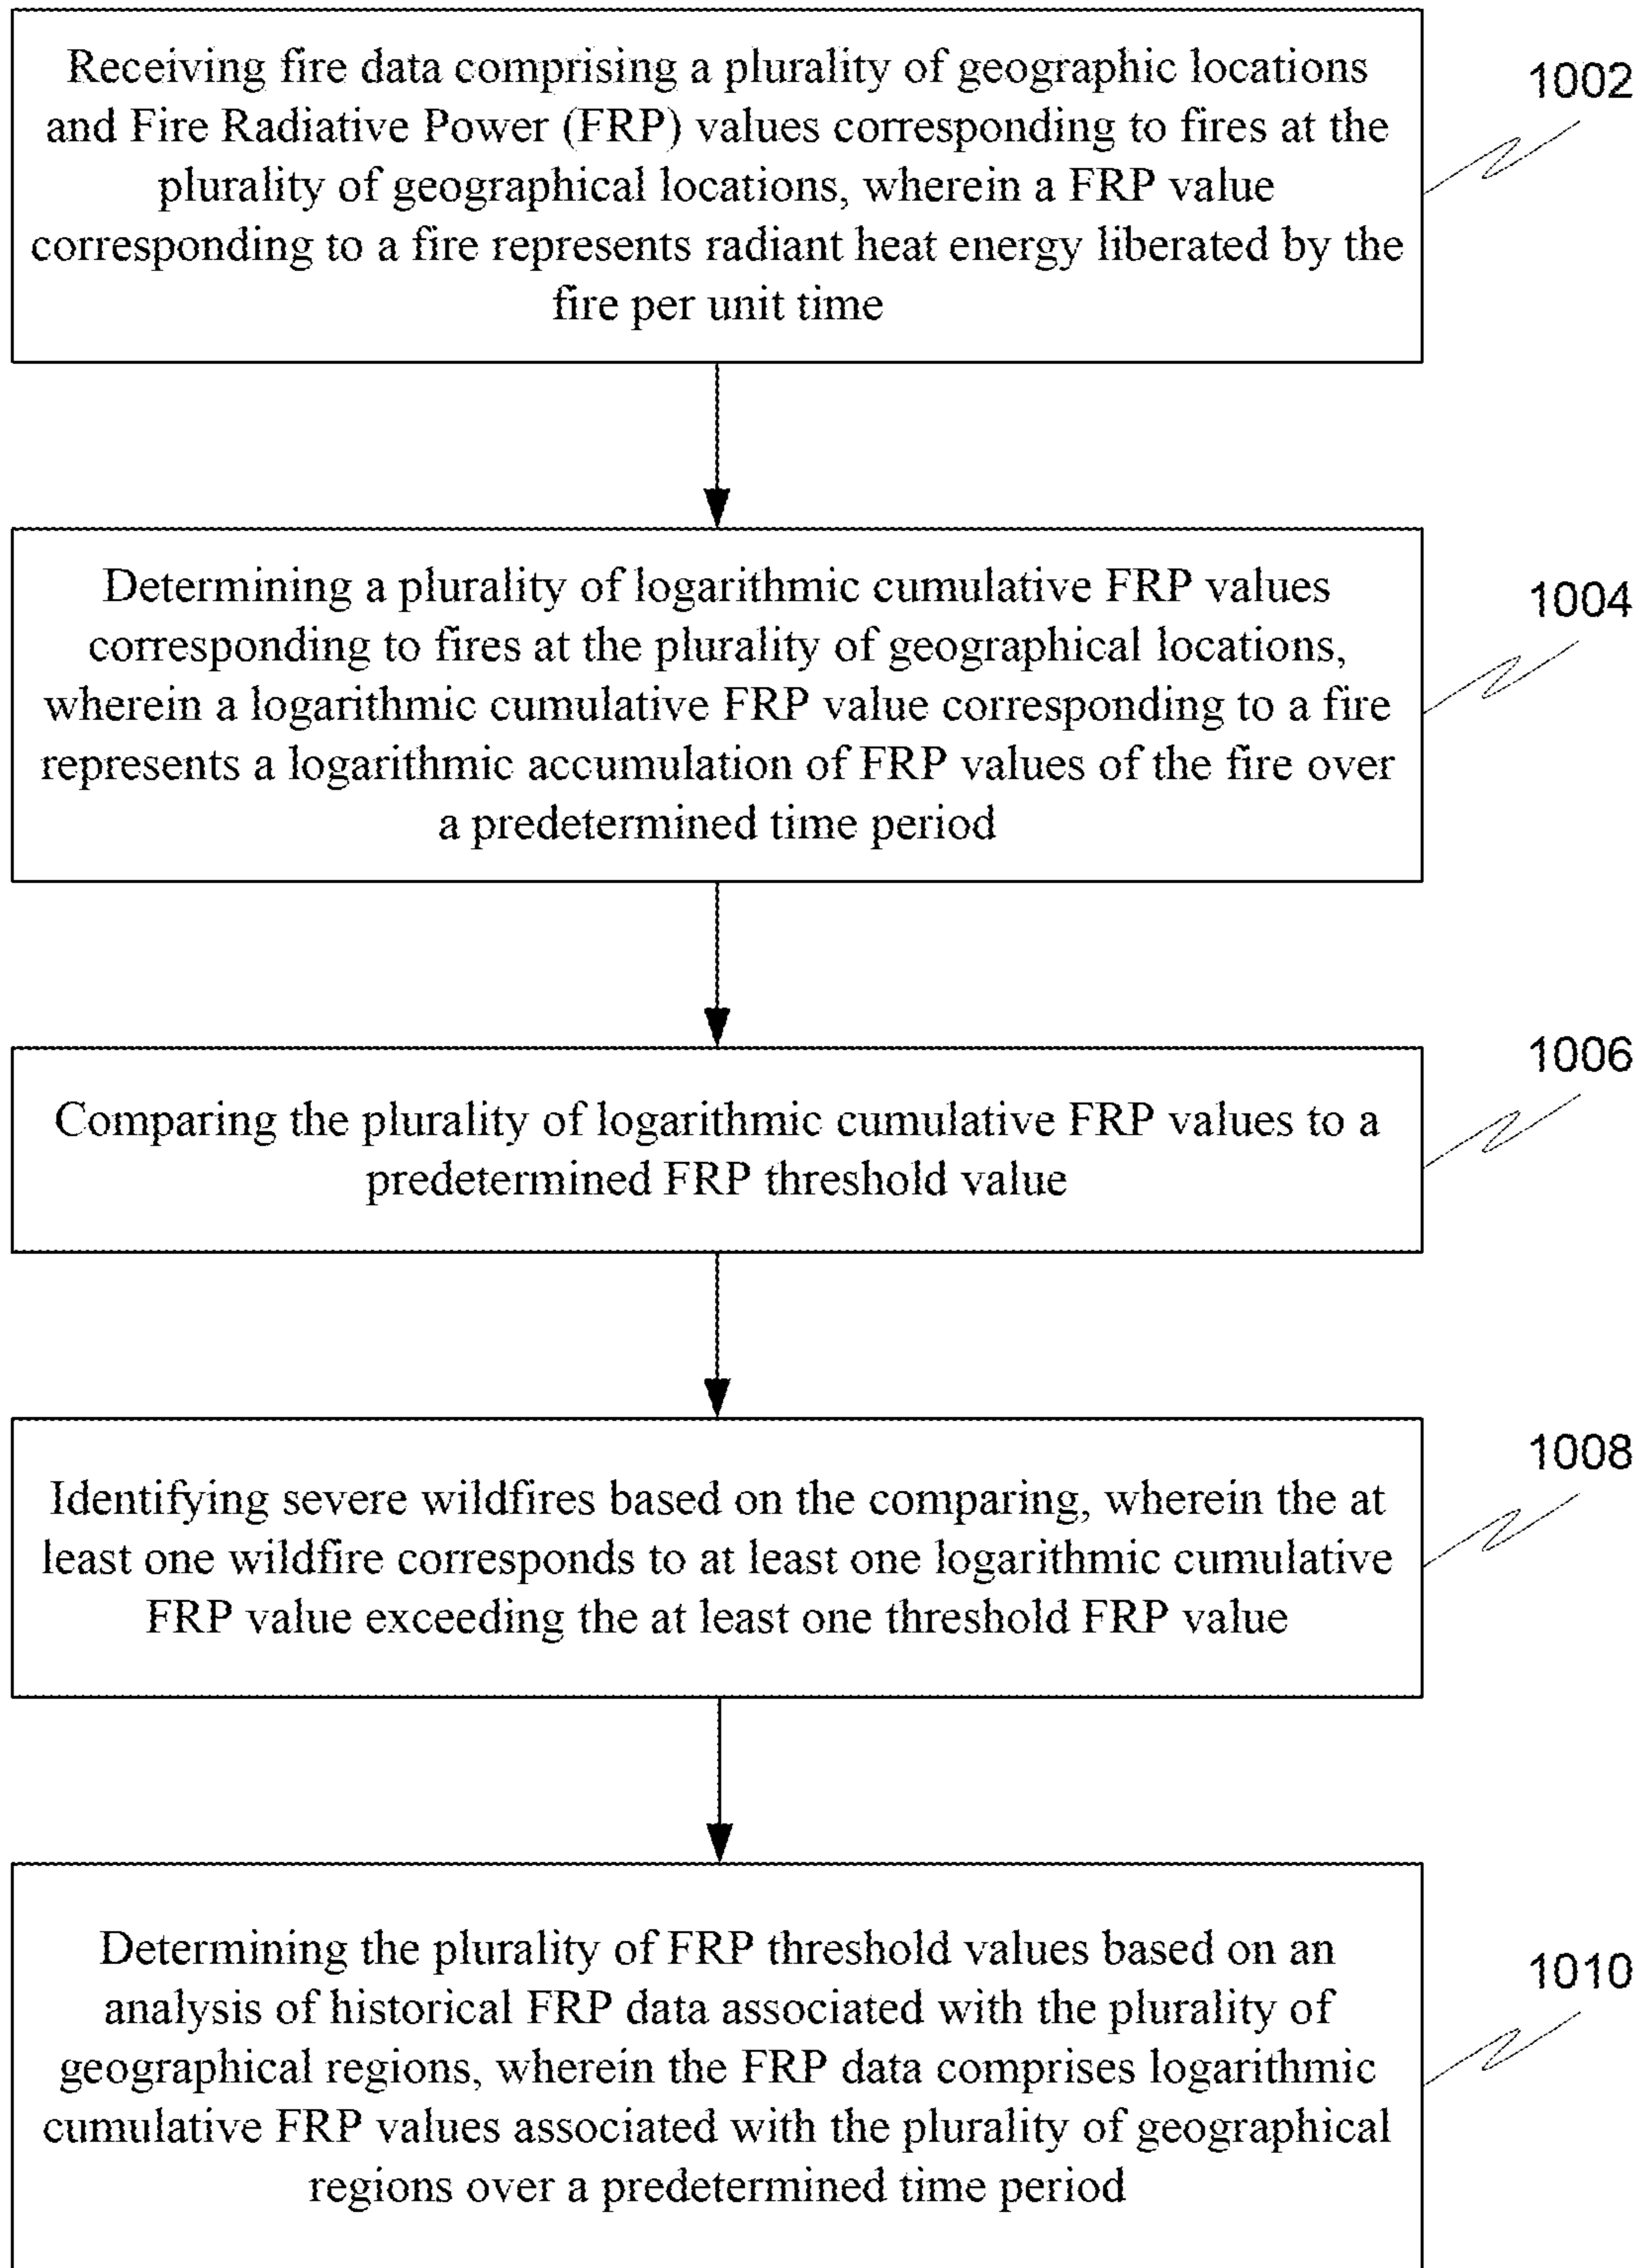 Receiving fire data comprising a plurality of geographic locations
and Fire Radiative Power (FRP) values corresponding to fires at the
plurality of geographical locations, wherein a FRP value
corresponding to a fire represents radiant heat energy liberated by the
fire per unit time
1002
Determining a plurality of logarithmic cumulative FRP values
corresponding to fires at the plurality of geographical locations,
wherein a logarithmic cumulative FRP value corresponding to a fire
represents a logarithmic accumulation of FRP values of the fire over
a predetermined time period
1004
Comparing the plurality of logarithmic cumulative FRP values to a
predetermined FRP threshold value
1006
Identifying severe wildfires based on the comparing, wherein the at
least one wildfire corresponds to at least one logarithmic cumulative
FRP value exceeding the at least one threshold FRP value
1008
Determining the plurality of FRP threshold values based on an
analysis of historical FRP data associated with the plurality of
geographical regions, wherein the FRP data comprises logarithmic
cumulative FRP values associated with the plurality of geographical
regions over a predetermined time period
1010